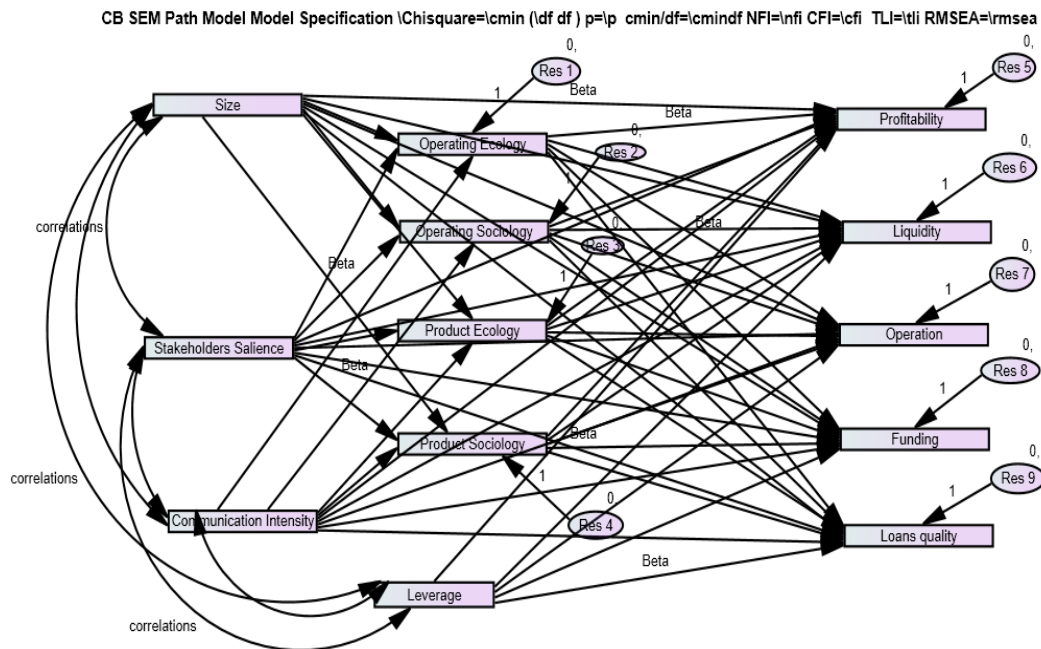 CB SEM Path Model Model Specification \Chisquare=\cmin (\df df ) p=\p cmin/df=\cmindf NFI=\nfi CFI=\cfi TLI=\tli RMSEA=\rmsea
0,
Res 1
1
0,
Res 5
1
Beta
Size
Beta
Profitability
Operating Ecology
0,
Res 2
1
0,
Res 6
1
correlations
Operating Sociology
Beta
Liquidity
0,
Res 3
1
0,
Res 7
1
Beta
Product Ecology
Operation
Stakeholders Salience
Beta
0,
Res 8
1
Product Sociology
Beta
Funding
1
0,
Res 4
0,
Res 9
1
correlations
Communication Intensity
Loans quality
Beta
Leverage
correlations